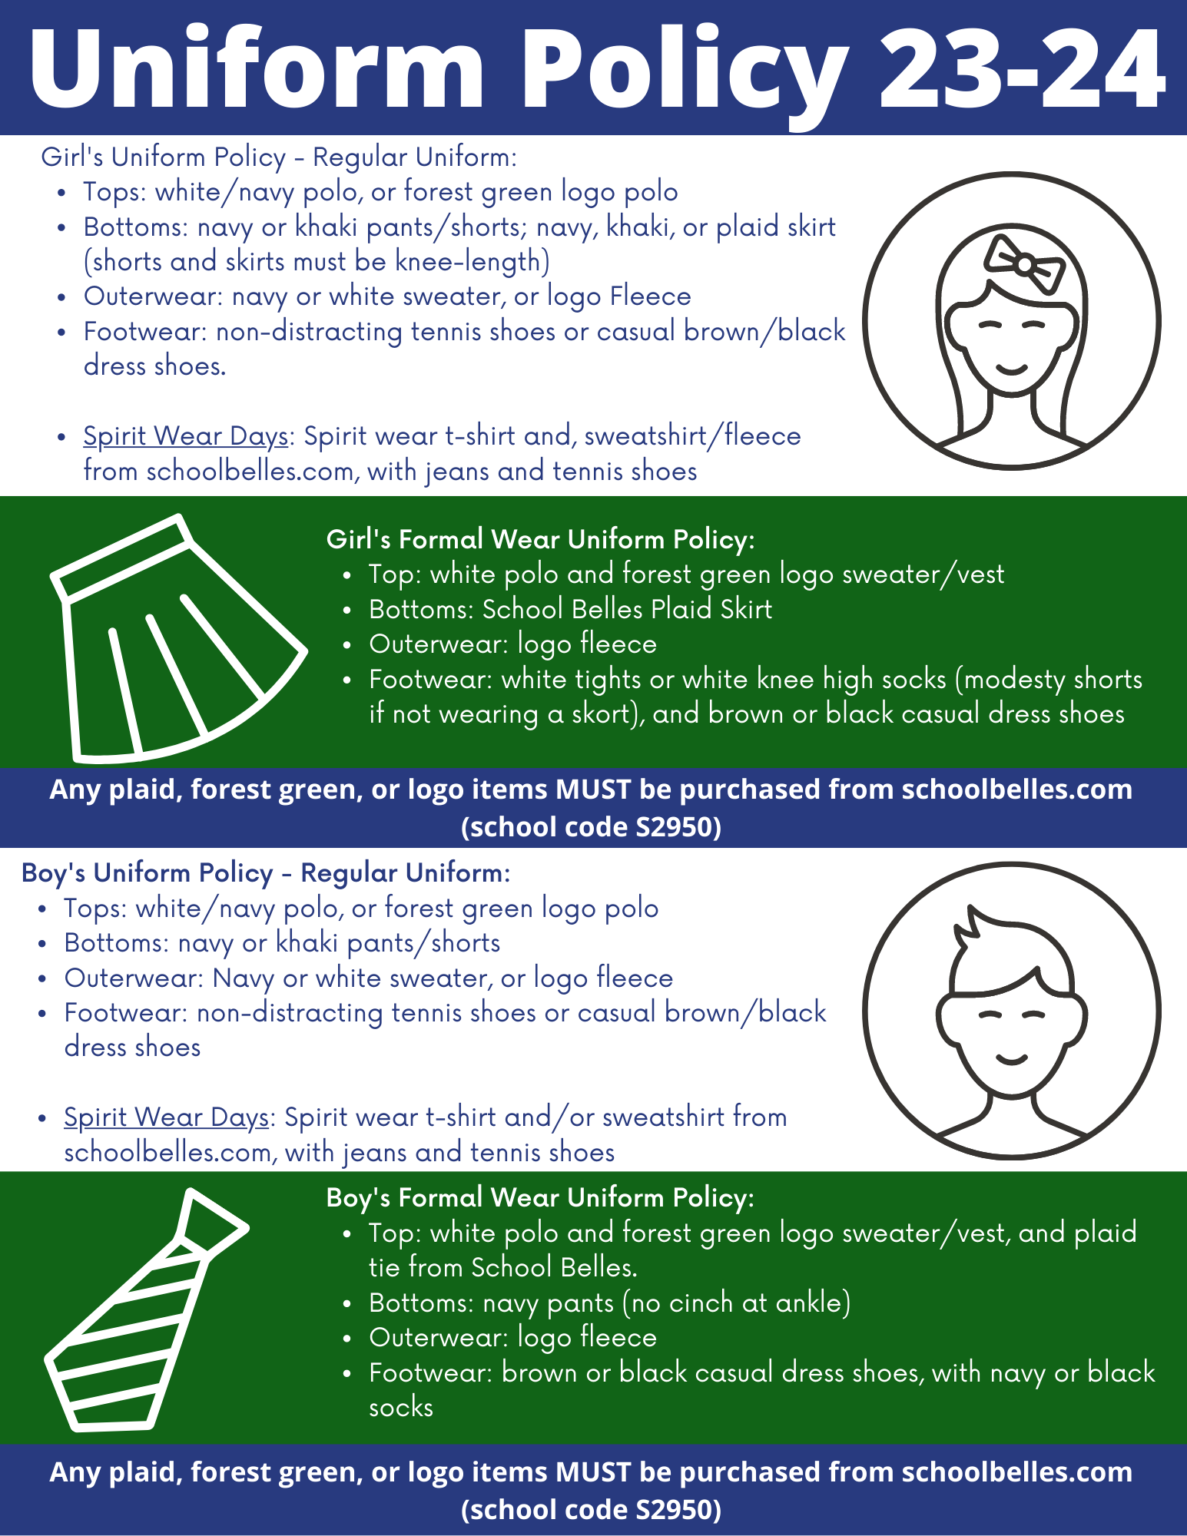 Uniform Policy 23-24
Girl's Uniform Policy - Regular Uniform:
• Tops: white/navy polo, or forest green logo polo
• Bottoms: navy or khaki pants/shorts; navy, khaki, or plaid skirt
(shorts and skirts must be knee-length)
• Outerwear: navy or white sweater, or logo Fleece
• Footwear: non-distracting tennis shoes or casual brown/black
dress shoes.
• Spirit Wear Days: Spirit wear t-shirt and, sweatshirt/fleece
from schoolbelles.com, with jeans and tennis shoes
Girl's Formal Wear Uniform Policy:
• Top: white polo and forest green logo sweater/vest
• Bottoms: School Belles Plaid Skirt
• Outerwear: logo fleece
• Footwear: white tights or white knee high socks (modesty shorts
if not wearing a skort), and brown or black casual dress shoes
Any plaid, forest green, or logo items MUST be purchased from schoolbelles.com
(school code S2950)
Boy's Uniform Policy - Regular Uniform:
• Tops: white/navy polo, or forest green logo polo
• Bottoms: navy or khaki pants/shorts
• Outerwear: Navy or white sweater, or logo fleece
• Footwear: non-distracting tennis shoes or casual brown/black
dress shoes
• Spirit Wear Days: Spirit wear t-shirt and/or sweatshirt from
schoolbelles.com, with jeans and tennis shoes
Boy's Formal Wear Uniform Policy:
• Top: white polo and forest green logo sweater/vest, and plaid
tie from School Belles.
• Bottoms: navy pants (no cinch at ankle)
• Outerwear: logo fleece
• Footwear: brown or black casual dress shoes, with navy or black
socks
Any plaid, forest green, or logo items MUST be purchased from schoolbelles.com
(school code S2950)